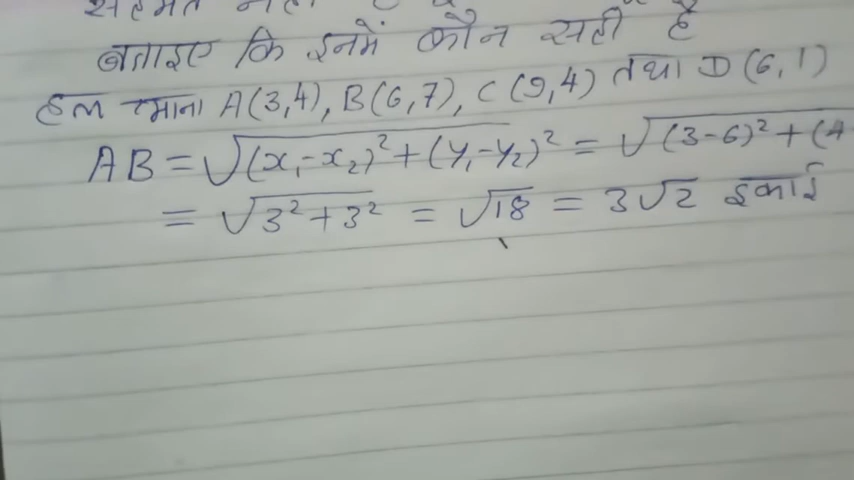 बताइए कि इनमें कौन सही है
हल माना A(3,4), B(6,7), C(9,4) तथा D(6,1)
AB = √(x₁-x₂)² + (y₁-y₂)² = √(3-6)² + (4
= √3² + 3² = √18 = 3√2 इकाई